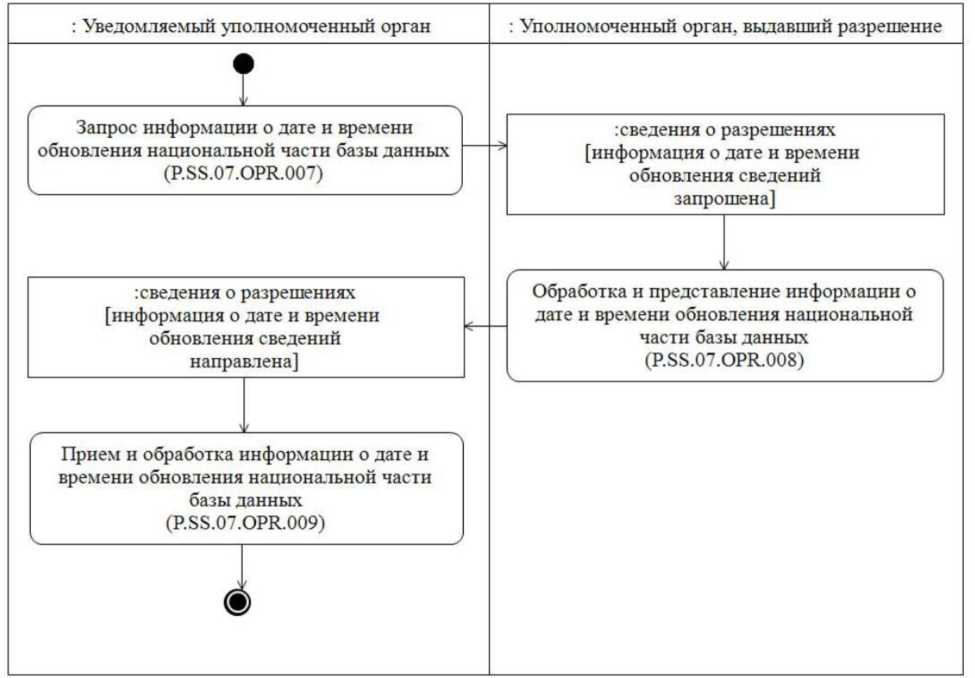 : Уведомляемый уполномоченный орган
: Уполномоченный орган, выдавший разрешение
Запрос информации о дате и времени
обновления национальной части базы данных
(P.SS.07.OPR.007)
:сведения о разрешениях
[информация о дате и времени
обновления сведений
запрошена]
Обработка и представление информации о
дате и времени обновления национальной
части базы данных
(P.SS.07.OPR.008)
:сведения о разрешениях
[информация о дате и времени
обновления сведений
направлена]
Прием и обработка информации о дате и
времени обновления национальной части
базы данных
(P.SS.07.OPR.009)